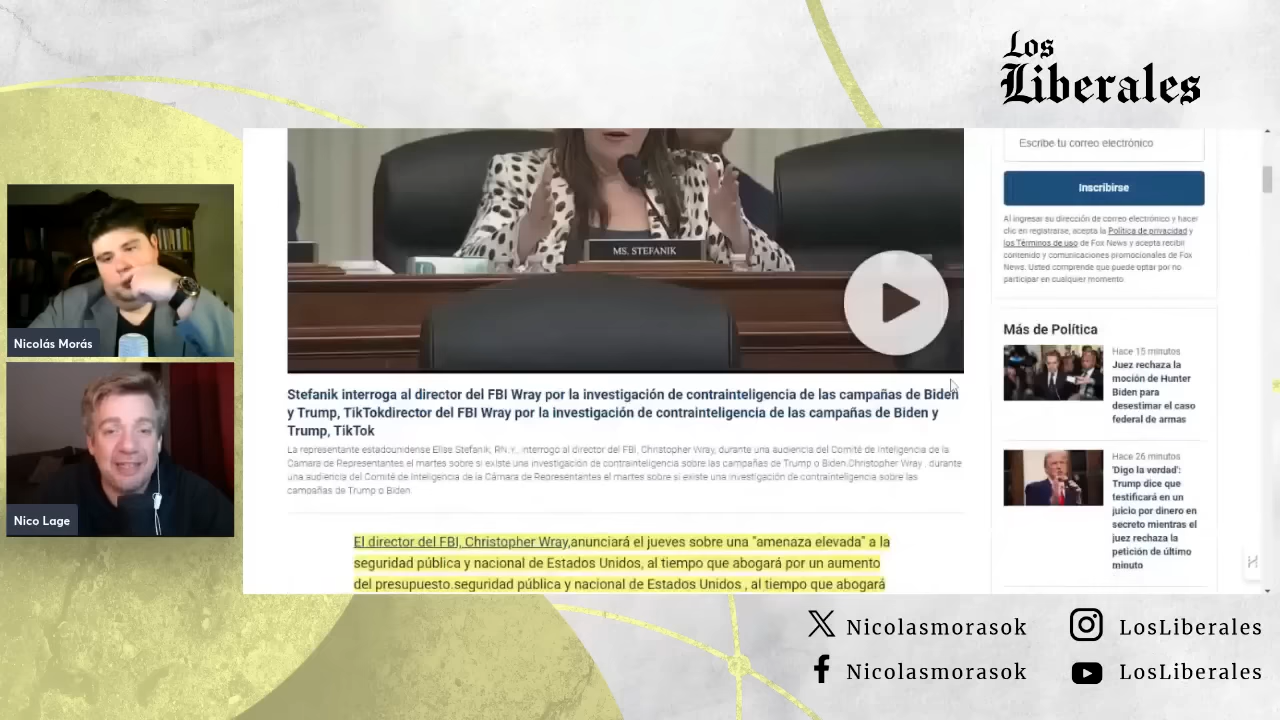 Los
Liberales
Nicolás Morás
Nico Lage
MS. STEFANIK
Stefanik interroga al director del FBI Wray por la investigación de contrainteligencia de las campañas de Biden
y Trump, TikTokdirector del FBI Wray por la investigación de contrainteligencia de las campañas de Biden y
Trump, TikTok
La representante estadounidense Elise Stefanik, RN.Y., interrogo al director del FBI, Christopher Wray, durante una audiencia del Comité de Inteligencia de la
Cámara de Representantes el martes sobre si existe una investigación de contrainteligencia sobre las campañas de Trump o Biden.Christopher Wray , durante
una audiencia del Comité de Inteligencia de la Cámara de Representantes el martes sobre si existe una investigación de contrainteligencia sobre las
campañas de Trump o Biden.
El director del FBI, Christopher Wray,anunciará el jueves sobre una "amenaza elevada" a la
seguridad pública y nacional de Estados Unidos, al tiempo que abogará por un aumento
del presupuesto.seguridad pública y nacional de Estados Unidos , al tiempo que abogará
Escribe tu correo electrónico
Inscribirse
Al ingresar su dirección de correo electrónico y hacer
clic en registrarse, acepta la Política de privacidad y
los Términos de uso de Fox News y acepta recibir
contenido y comunicaciones promocionales de Fox
News. Usted comprende que puede optar por no
participar en cualquier momento
Más de Política
Hace 15 minutos
Juez rechaza la
moción de Hunter
Biden para
desestimar el caso
federal de armas
Hace 26 minutos
'Digo la verdad':
Trump dice que
testificará en un
juicio por dinero en
secreto mientras el
juez rechaza la
petición de último
minuto
Nicolasmorasok
LosLiberales
Nicolasmorasok
LosLiberales